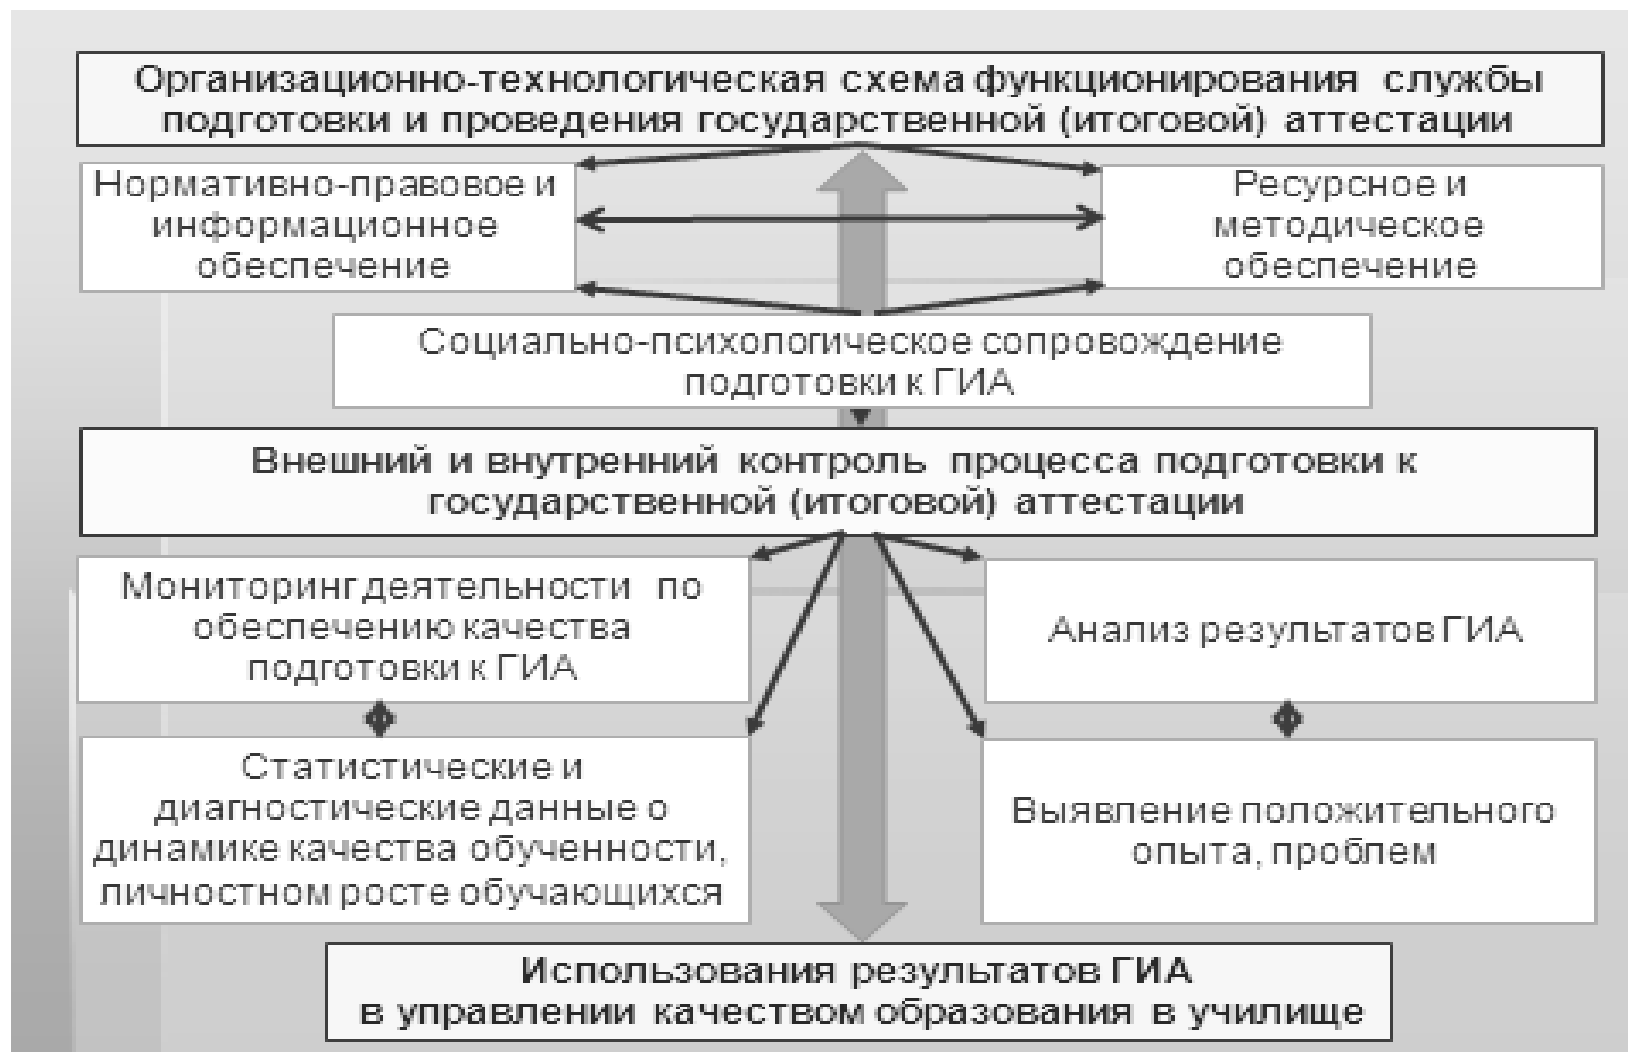 Организационно-технологическая схема функционирования службы
подготовки и проведения государственной (итоговой) аттестации
Нормативно-правовое и
информационное
обеспечение
Ресурсное и
методическое
обеспечение
Социально-психологическое сопровождение
подготовки к ГИА
Внешний и внутренний контроль процесса подготовки к
государственной (итоговой) аттестации
Мониторинг деятельности по
обеспечению качества
подготовки к ГИА
Анализ результатов ГИА
Статистические и
диагностические данные о
динамике качества обученности,
личностном росте обучающихся
Выявление положительного
опыта, проблем
Использования результатов ГИА
в управлении качеством образования в училище